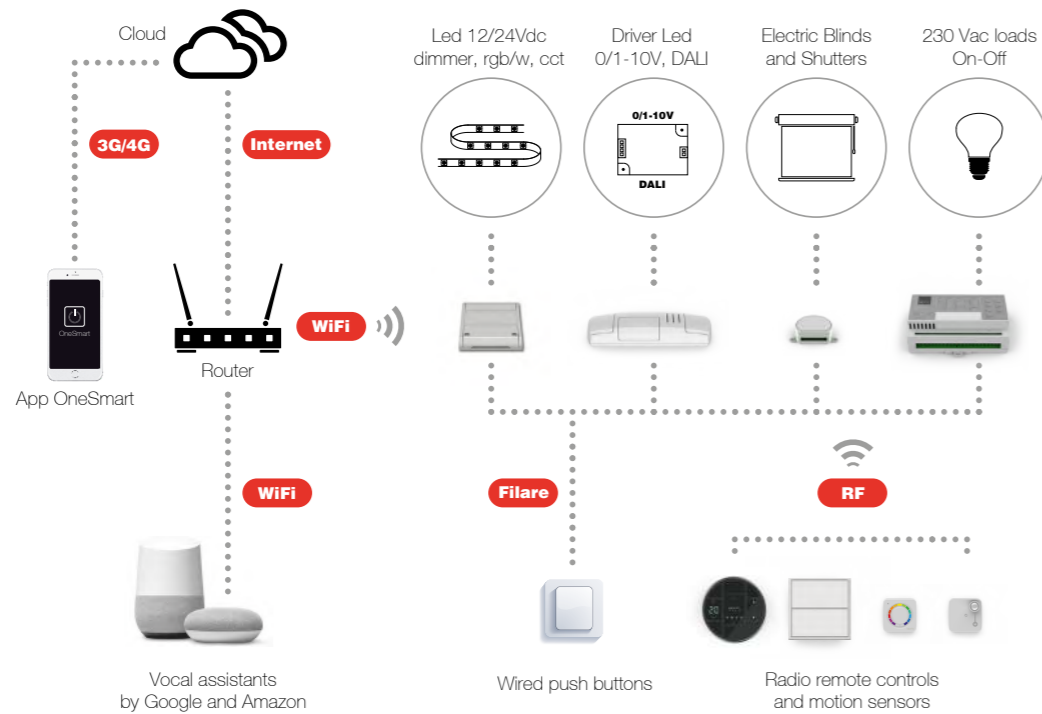 Cloud
Led 12/24Vdc
dimmer, rgb/w, cct
Driver Led
0/1-10V, DALI
Electric Blinds
and Shutters
230 Vac loads
On-Off
3G/4G
Internet
0/1-10V
DALI
OneSmart
App OneSmart
WiFi
Router
WiFi
Filare
RF
20
Vocal assistants
by Google and Amazon
Wired push buttons
Radio remote controls
and motion sensors